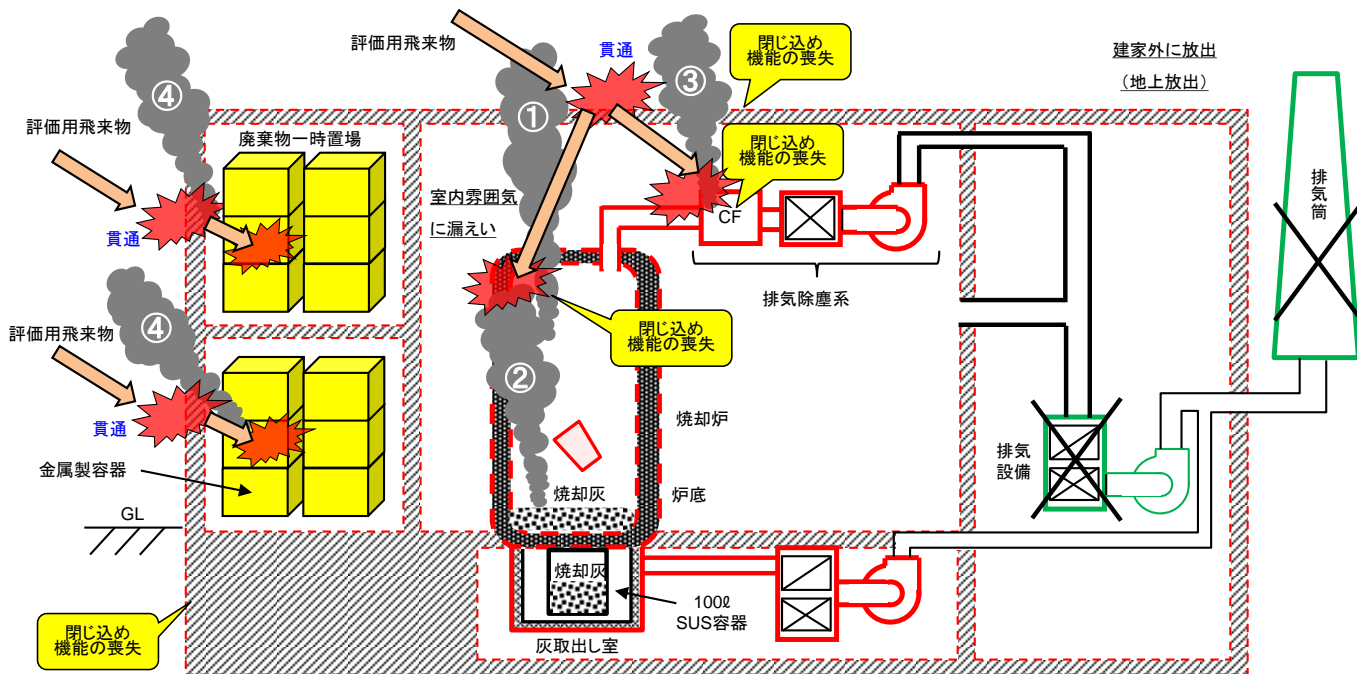 評価用飛来物
貫通
③
閉じ込め
機能の喪失
建家外に放出
（地上放出）
④
①
評価用飛来物
廃棄物一時置場
閉じ込め
機能の喪失
排気筒
室内雰囲気
に漏えい
CF
貫通
排気除塵系
④
評価用飛来物
閉じ込め
機能の喪失
②
貫通
焼却炉
排気
設備
金属製容器
焼却灰
炉底
GL
焼却灰
100ℓ
SUS容器
閉じ込め
機能の喪失
灰取出し室